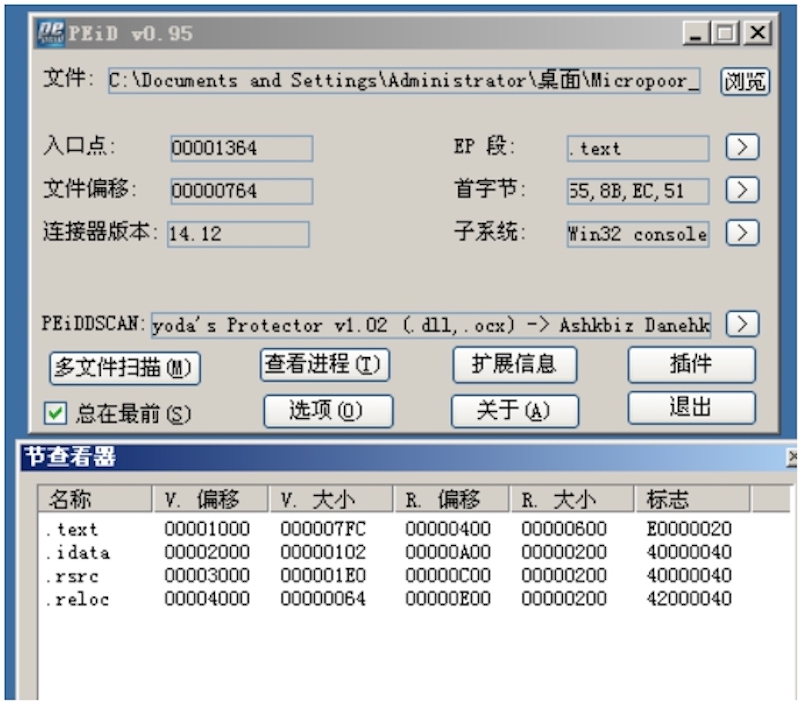 PEiD v0.95
文件: C:\Documents and Settings\Administrator\桌面\Micropoor_ 浏览
入口点: 00001364 EP 段: .text >
文件偏移: 00000764 首字节: 55,8B,EC,51 >
连接器版本: 14.12 子系统: Win32 console >
PEiDDSCAN: yoda's Protector v1.02 (.dll,.ocx) -> Ashkbiz Danehk >
多文件扫描(M) 查看进程(T) 扩展信息 插件
总在最前(S) 选项(O) 关于(A) 退出
节查看器
名称 V. 偏移 V. 大小 R. 偏移 R. 大小 标志
.text 00001000 000007FC 00000400 00000600 E0000020
.idata 00002000 00000102 00000A00 00000200 40000040
.rsrc 00003000 000001E0 00000C00 00000200 40000040
.reloc 00004000 00000064 00000E00 00000200 42000040